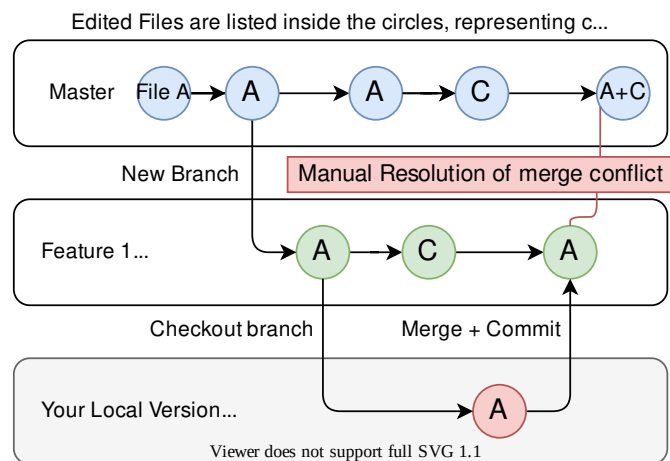 Edited Files are listed inside the circles, representing c...
Master
File A
A
A
C
A+C
New Branch
Manual Resolution of merge conflict
Feature 1...
A
C
A
Checkout branch
Merge + Commit
Your Local Version...
A
Viewer does not support full SVG 1.1